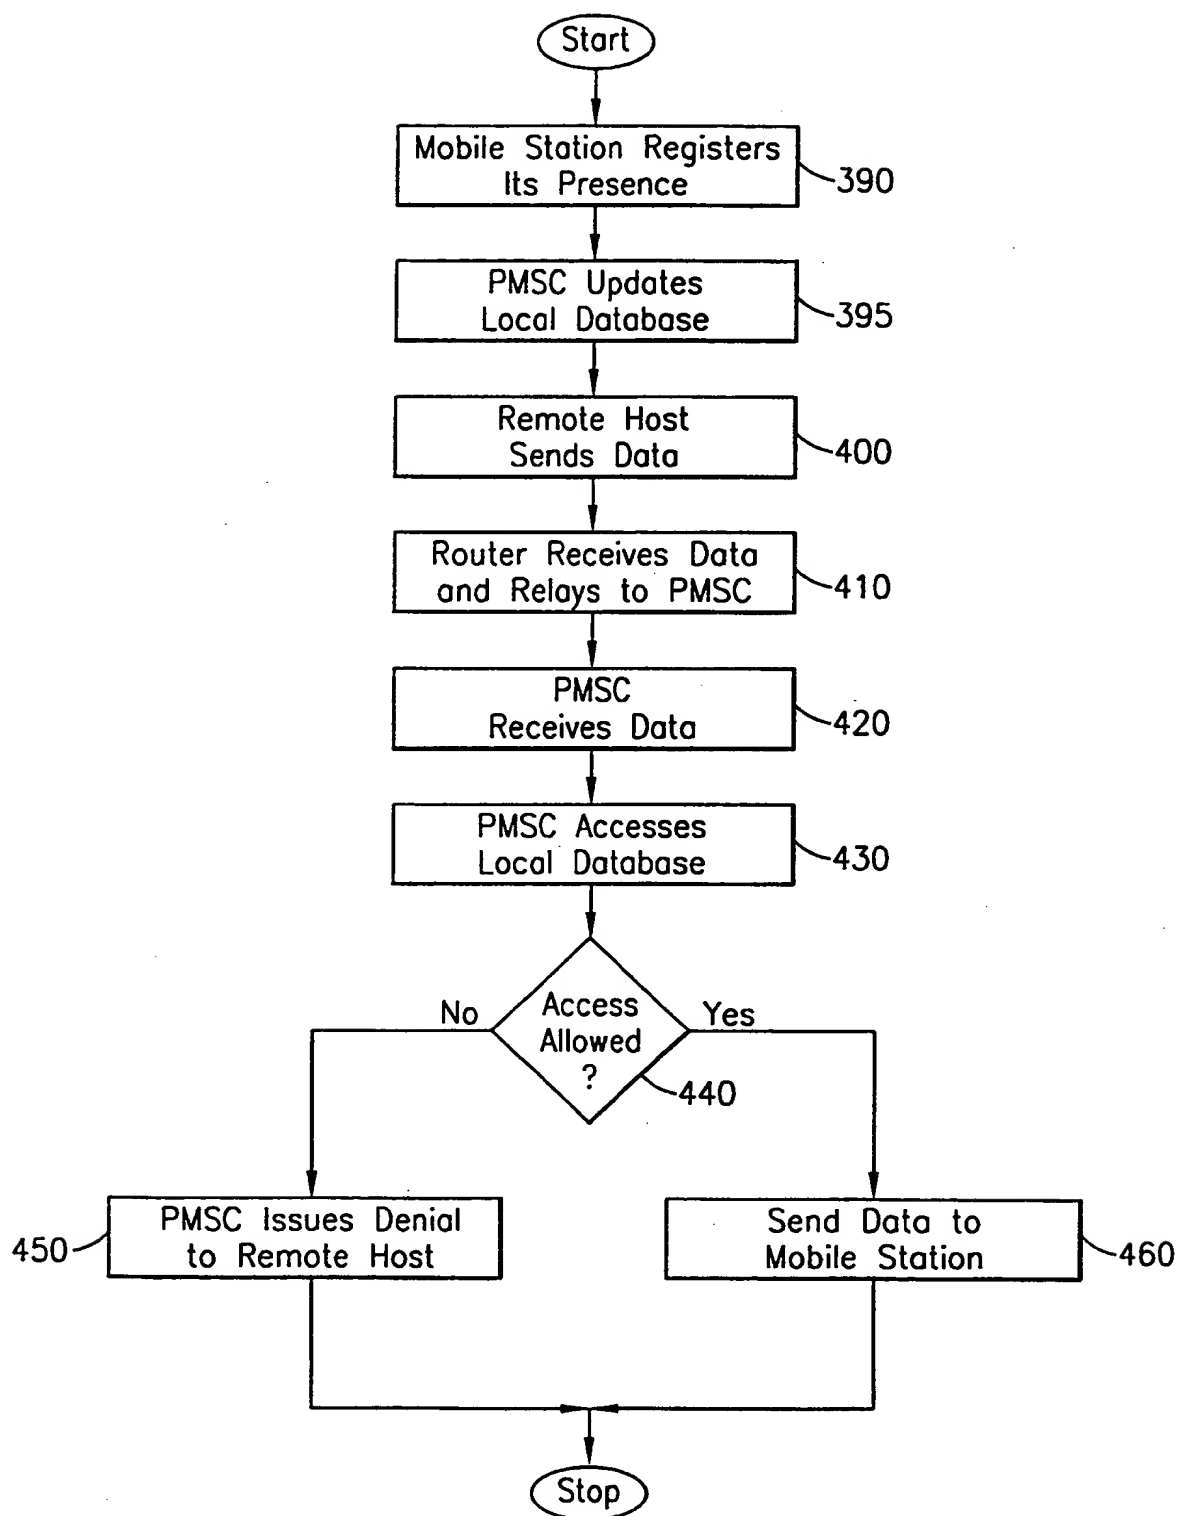 Start
Mobile Station Registers
Its Presence
390
PMSC Updates
Local Database
395
Remote Host
Sends Data
400
Router Receives Data
and Relays to PMSC
410
PMSC
Receives Data
420
PMSC Accesses
Local Database
430
No
Access
Allowed
?
Yes
440
PMSC Issues Denial
to Remote Host
450
Send Data to
Mobile Station
460
Stop